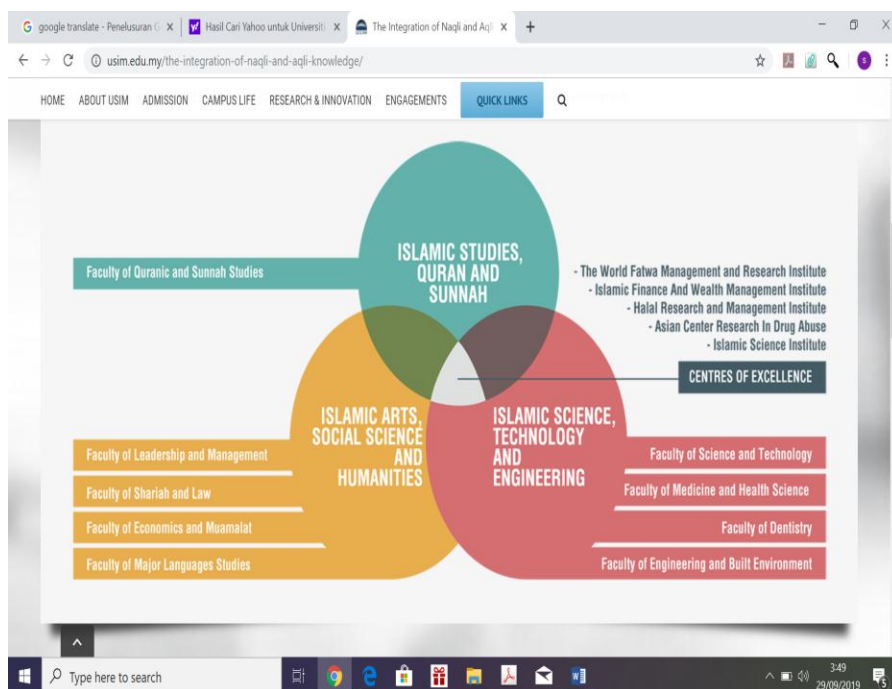 google translate - Penelusuran G
Hasil Cari Yahoo untuk Universiti
The Integration of Naqli and Aqli
usim.edu.my/the-integration-of-naqli-and-aqli-knowledge/
HOME ABOUT USIM ADMISSION CAMPUS LIFE RESEARCH & INNOVATION ENGAGEMENTS QUICK LINKS
ISLAMIC STUDIES,
QURAN AND
SUNNAH
Faculty of Quranic and Sunnah Studies
- The World Fatwa Management and Research Institute
- Islamic Finance And Wealth Management Institute
- Halal Research and Management Institute
- Asian Center Research In Drug Abuse
- Islamic Science Institute
CENTRES OF EXCELLENCE
ISLAMIC ARTS,
SOCIAL SCIENCE
AND
HUMANITIES
ISLAMIC SCIENCE,
TECHNOLOGY
AND
ENGINEERING
Faculty of Leadership and Management
Faculty of Shariah and Law
Faculty of Economics and Muamalat
Faculty of Major Languages Studies
Faculty of Science and Technology
Faculty of Medicine and Health Science
Faculty of Dentistry
Faculty of Engineering and Built Environment
Type here to search
3:49
29/09/2019